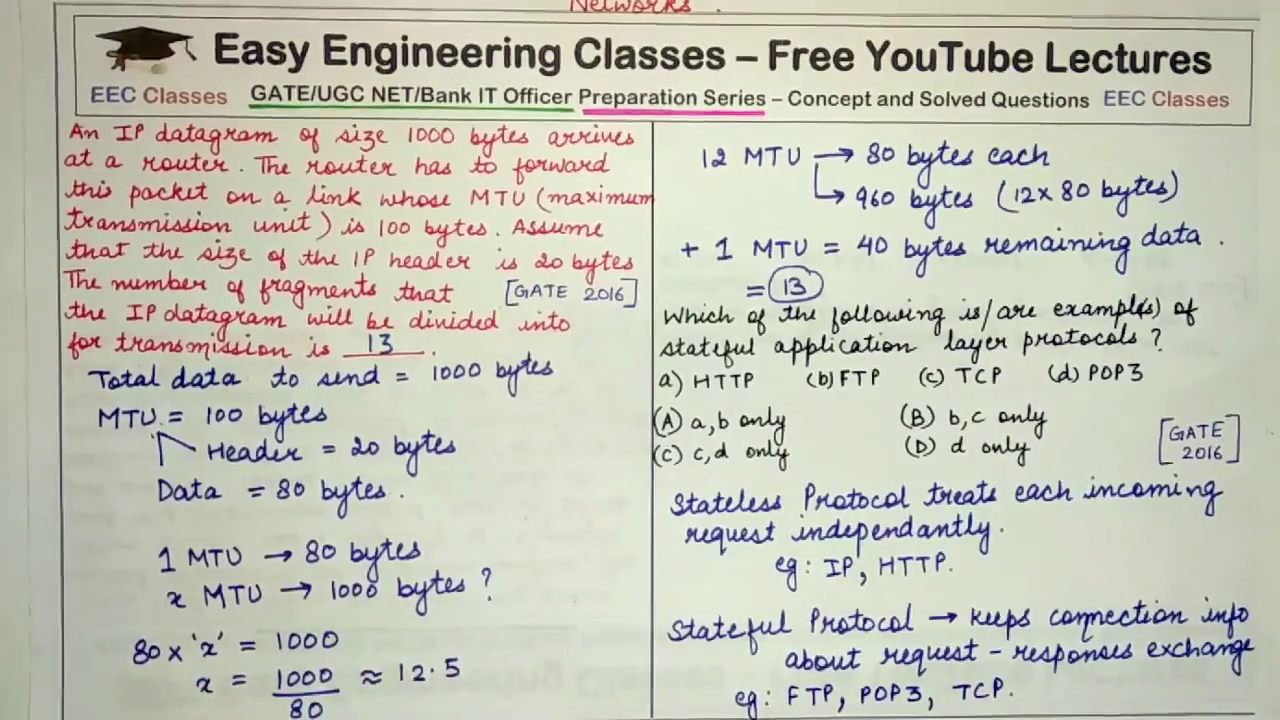 Networks.
Easy Engineering Classes – Free YouTube Lectures
EEC Classes GATE/UGC NET/Bank IT Officer Preparation Series – Concept and Solved Questions EEC Classes
An IP datagram of size 1000 bytes arrives
at a router. The router has to forward
this packet on a link whose MTU (maximum
transmission unit) is 100 bytes. Assume
that the size of the IP header is 20 bytes
The number of fragments that [GATE 2016]
the IP datagram will be divided into
for transmission is 13.
Total data to send = 1000 bytes
MTU = 100 bytes
Header = 20 bytes
Data = 80 bytes.
1 MTU → 80 bytes
x MTU → 1000 bytes ?
80 x 'x' = 1000
x = 1000 ≈ 12.5
80
12 MTU → 80 bytes each
↳ 960 bytes (12 x 80 bytes)
+ 1 MTU = 40 bytes remaining data.
= 13
Which of the following is/are example(s) of
stateful application layer protocols?
a) HTTP (b) FTP (c) TCP (d) POP3
(A) a, b only (B) b, c only
(C) c, d only (D) d only [GATE 2016]
Stateless Protocol treats each incoming
request independantly.
eg: IP, HTTP.
Stateful Protocol → keeps connection info
about request - responses exchange
eg: FTP, POP3, TCP.